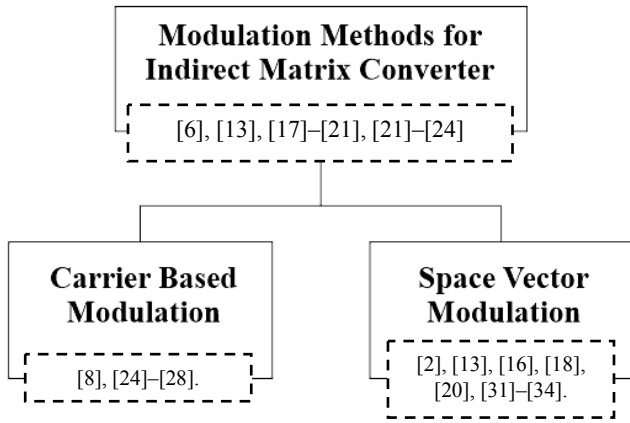 Modulation Methods for
Indirect Matrix Converter
[6], [13], [17]–[21], [21]–[24]
Carrier Based
Modulation
[8], [24]–[28].
Space Vector
Modulation
[2], [13], [16], [18],
[20], [31]–[34].